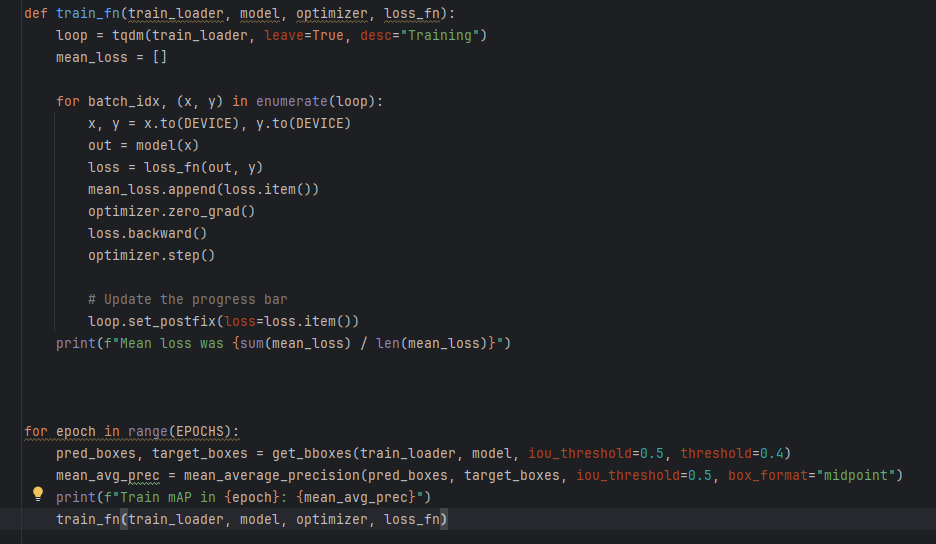 def train_fn(train_loader, model, optimizer, loss_fn):
    loop = tqdm(train_loader, leave=True, desc="Training")
    mean_loss = []

    for batch_idx, (x, y) in enumerate(loop):
        x, y = x.to(DEVICE), y.to(DEVICE)
        out = model(x)
        loss = loss_fn(out, y)
        mean_loss.append(loss.item())
        optimizer.zero_grad()
        loss.backward()
        optimizer.step()

        # Update the progress bar
        loop.set_postfix(loss=loss.item())
    print(f"Mean loss was {sum(mean_loss) / len(mean_loss)}")

for epoch in range(EPOCHS):
    pred_boxes, target_boxes = get_bboxes(train_loader, model, iou_threshold=0.5, threshold=0.4)
    mean_avg_prec = mean_average_precision(pred_boxes, target_boxes, iou_threshold=0.5, box_format="midpoint")
    print(f"Train mAP in {epoch}: {mean_avg_prec}")
    train_fn(train_loader, model, optimizer, loss_fn)